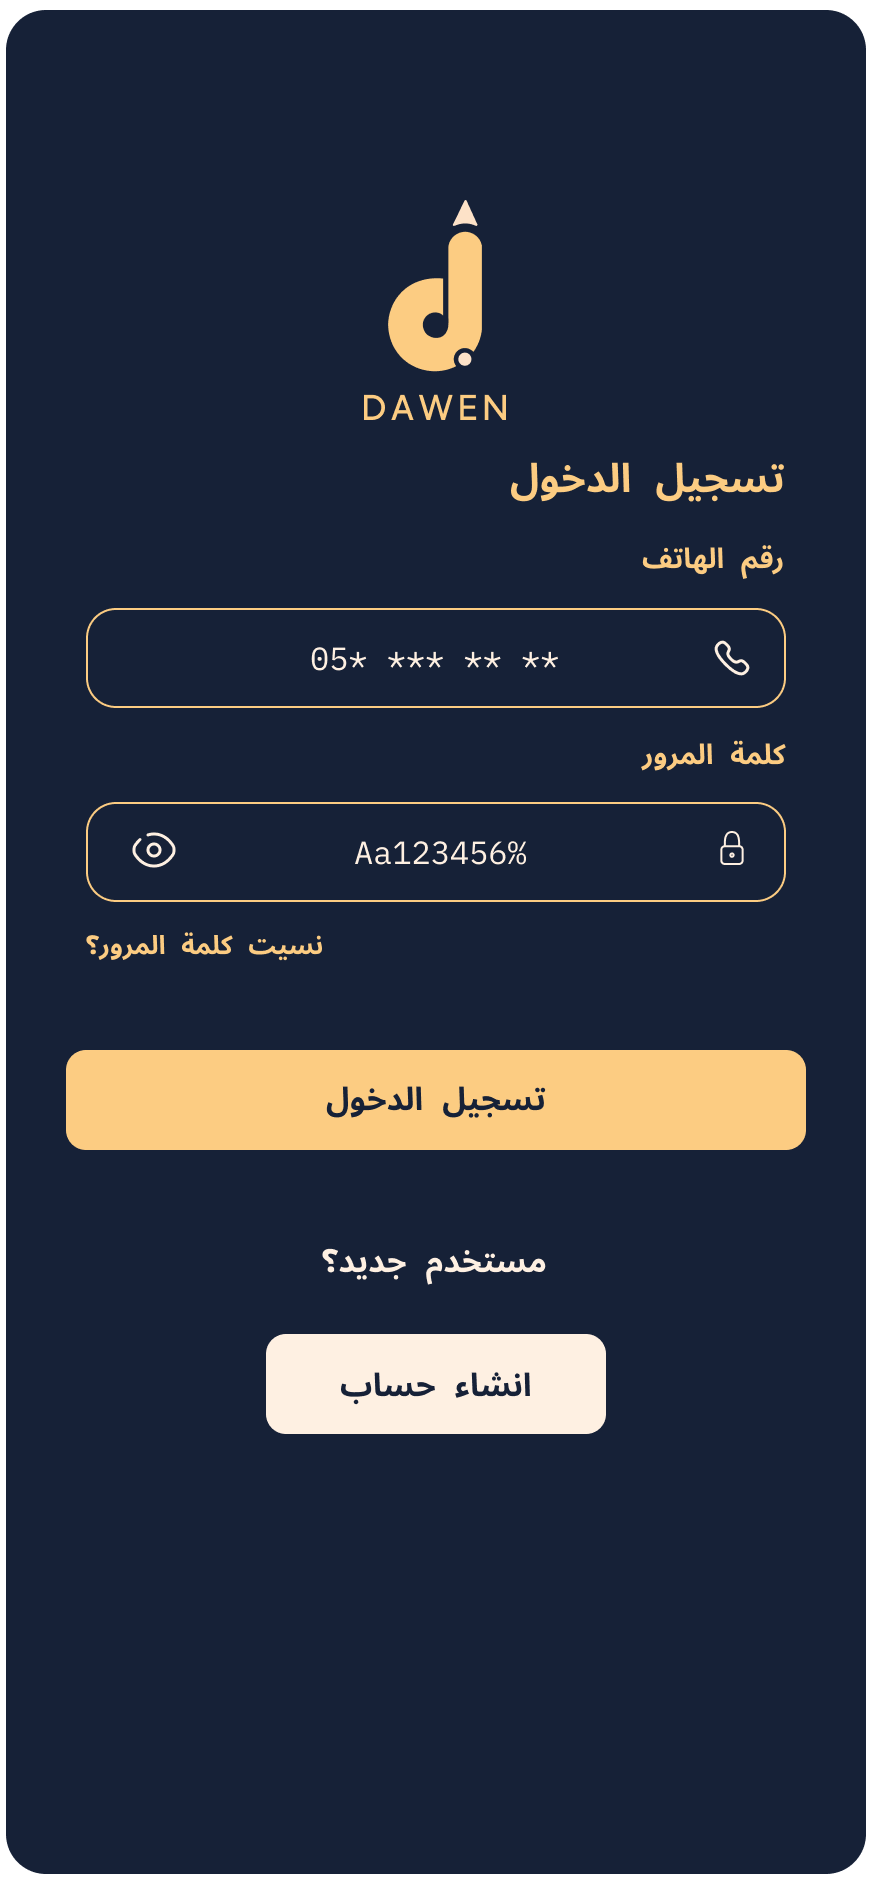 DAWEN
تسجيل الدخول
رقم الهاتف
05* *** ** **
كلمة المرور
Aa123456%
نسيت كلمة المرور؟
تسجيل الدخول
مستخدم جديد؟
انشاء حساب